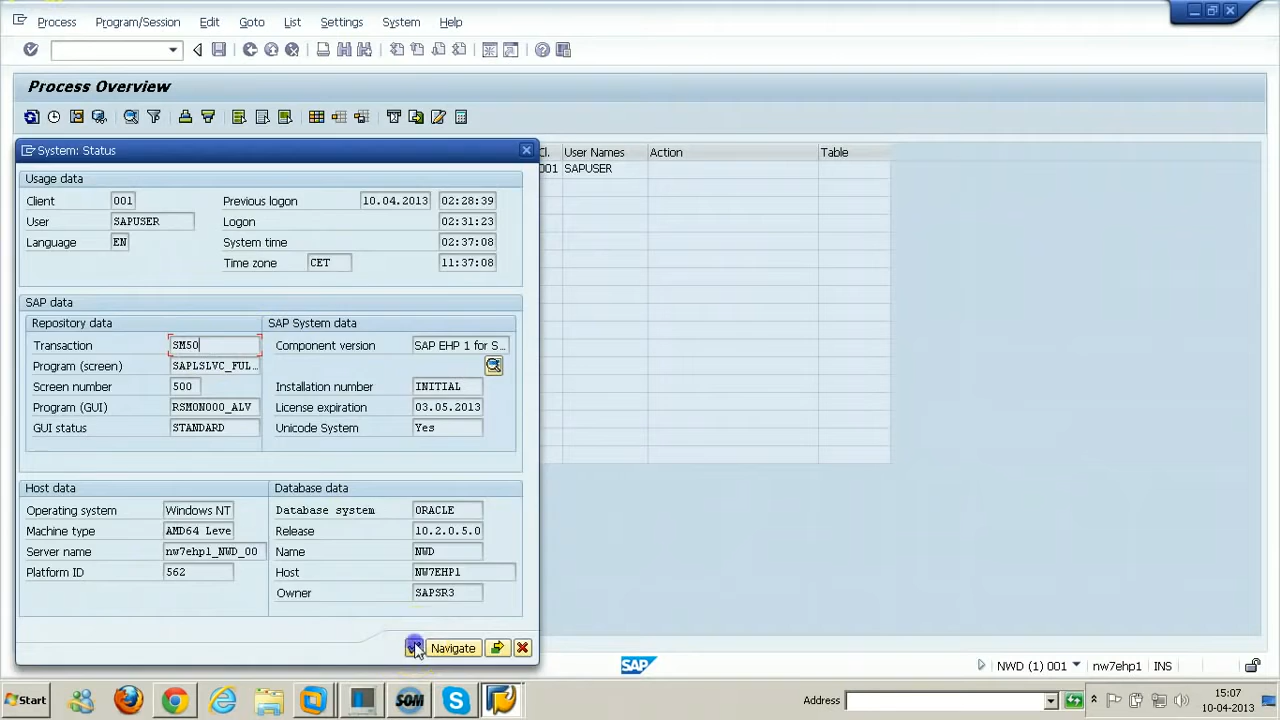 Process Program/Session Edit Goto List Settings System Help
Process Overview
System: Status
Cl. User Names Action Table
001 SAPUSER
Usage data
Client 001 Previous logon 10.04.2013 02:28:39
User SAPUSER Logon 02:31:23
Language EN System time 02:37:08
Time zone CET 11:37:08
SAP data
Repository data SAP System data
Transaction SM50 Component version SAP EHP 1 for S...
Program (screen) SAPLSLVC_FUL...
Screen number 500 Installation number INITIAL
Program (GUI) RSMON000_ALV License expiration 03.05.2013
GUI status STANDARD Unicode System Yes
Host data Database data
Operating system Windows NT Database system ORACLE
Machine type AMD64 Leve Release 10.2.0.5.0
Server name nw7ehp1_NWD_00 Name NWD
Platform ID 562 Host NW7EHP1
Owner SAPSR3
Navigate
SAP NWD (1) 001 nw7ehp1 INS
Start SOM Address 15:07
10-04-2013